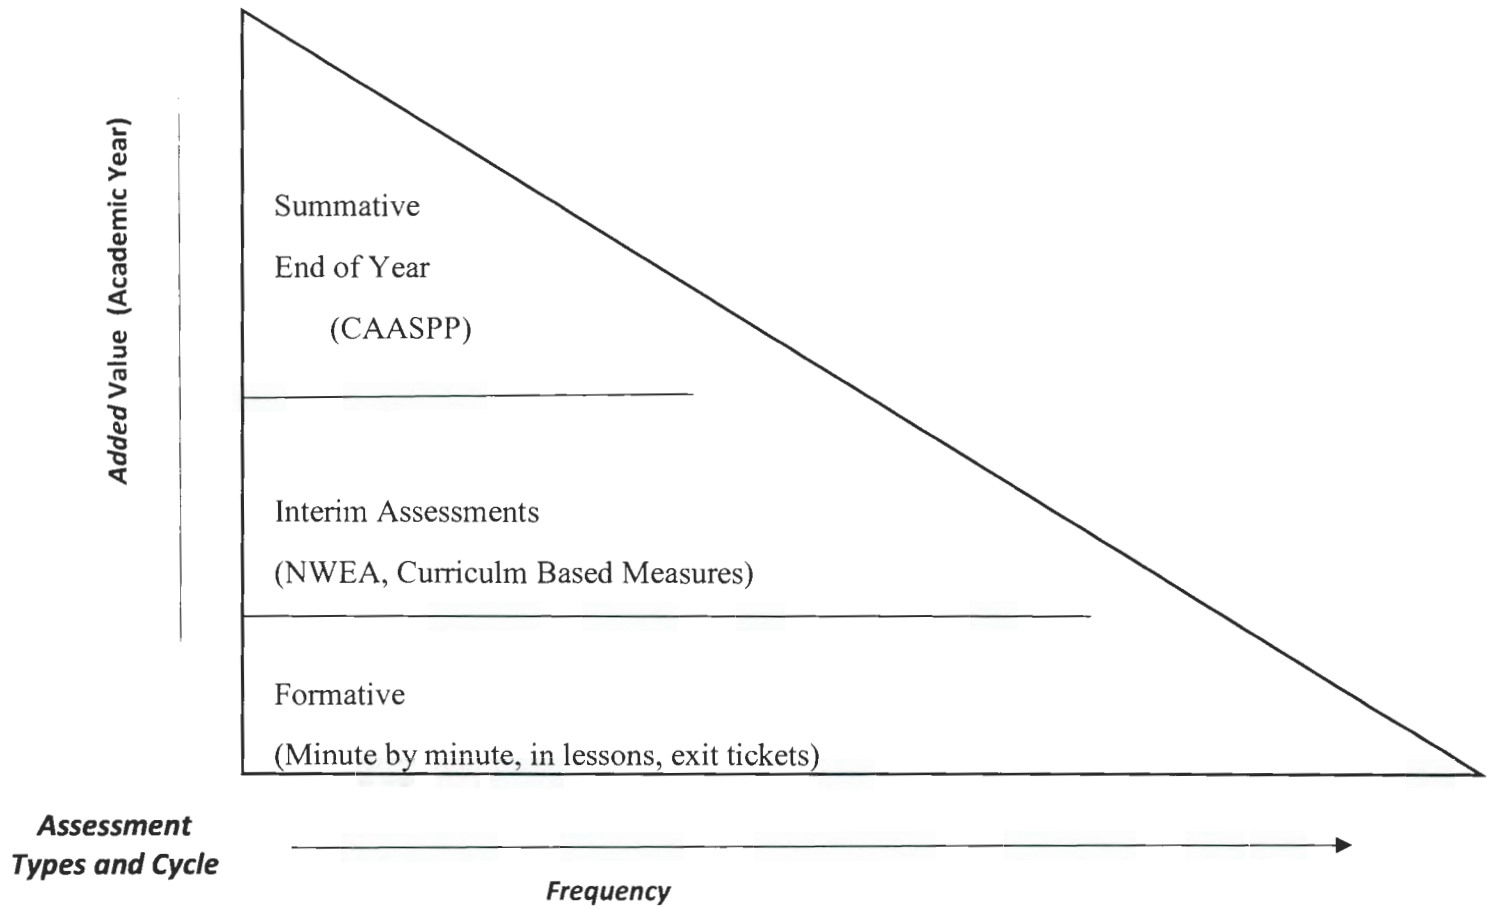 Added Value (Academic Year)
Summative
End of Year
(CAASPP)
Interim Assessments
(NWEA, Curriculm Based Measures)
Formative
(Minute by minute, in lessons, exit tickets)
Assessment
Types and Cycle
Frequency